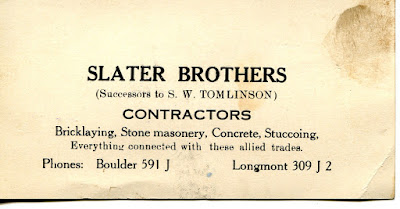 SLATER BROTHERS
(Successors to S. W. TOMLINSON)
CONTRACTORS
Bricklaying, Stone masonery, Concrete, Stuccoing,
Everything connected with these allied trades.
Phones: Boulder 591 J Longmont 309 J 2